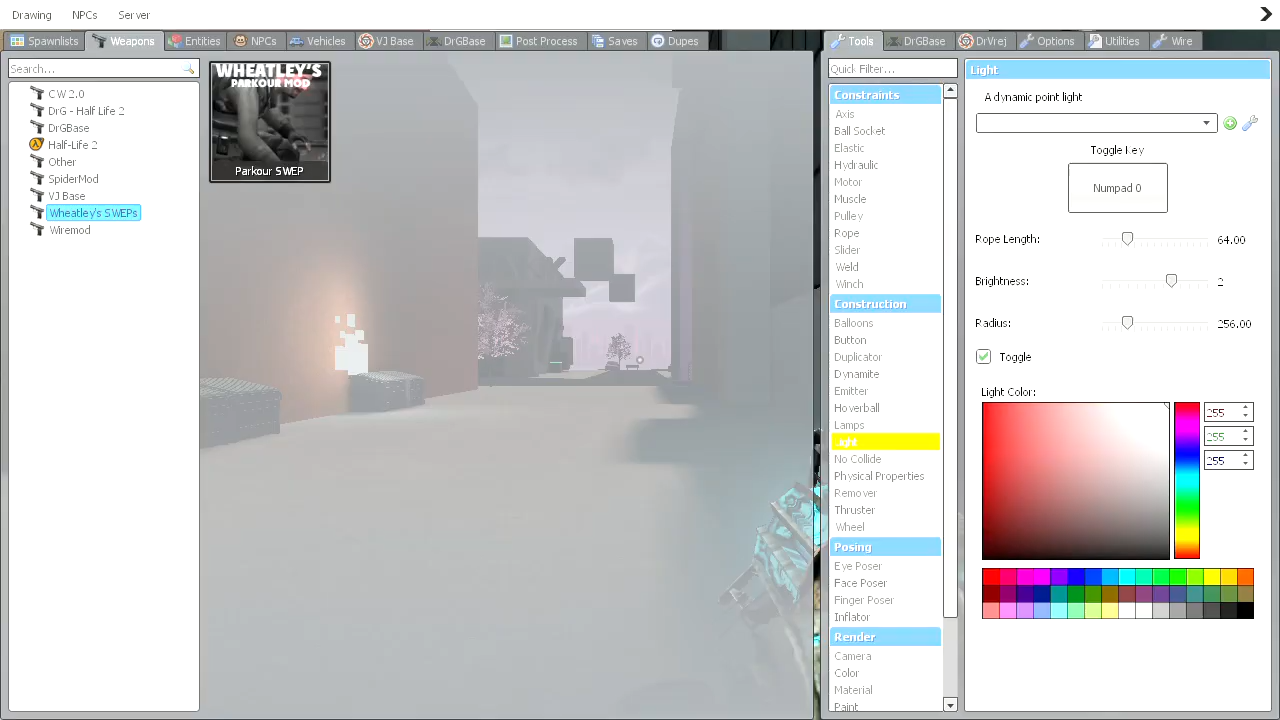 Drawing NPCs Server
Spawnlists Weapons Entities NPCs Vehicles VJ Base DrGBase Post Process Saves Dupes
Tools DrGBase DrVrej Options Utilities Wire
Search...
CW 2.0
DrG - Half Life 2
DrGBase
Half-Life 2
Other
SpiderMod
VJ Base
Wheatley's SWEPs
Wiremod
WHEATLEY'S
PARKOUR MOD
Parkour SWEP
Quick Filter...
Constraints
Axis
Ball Socket
Elastic
Hydraulic
Motor
Muscle
Pulley
Rope
Slider
Weld
Winch
Construction
Balloons
Button
Duplicator
Dynamite
Emitter
Hoverball
Lamps
Light
No Collide
Physical Properties
Remover
Thruster
Wheel
Posing
Eye Poser
Face Poser
Finger Poser
Inflator
Render
Camera
Color
Material
Paint
Light
A dynamic point light
Toggle Key
Numpad 0
Rope Length: 64.00
Brightness: 2
Radius: 256.00
Toggle
Light Color:
255
255
255